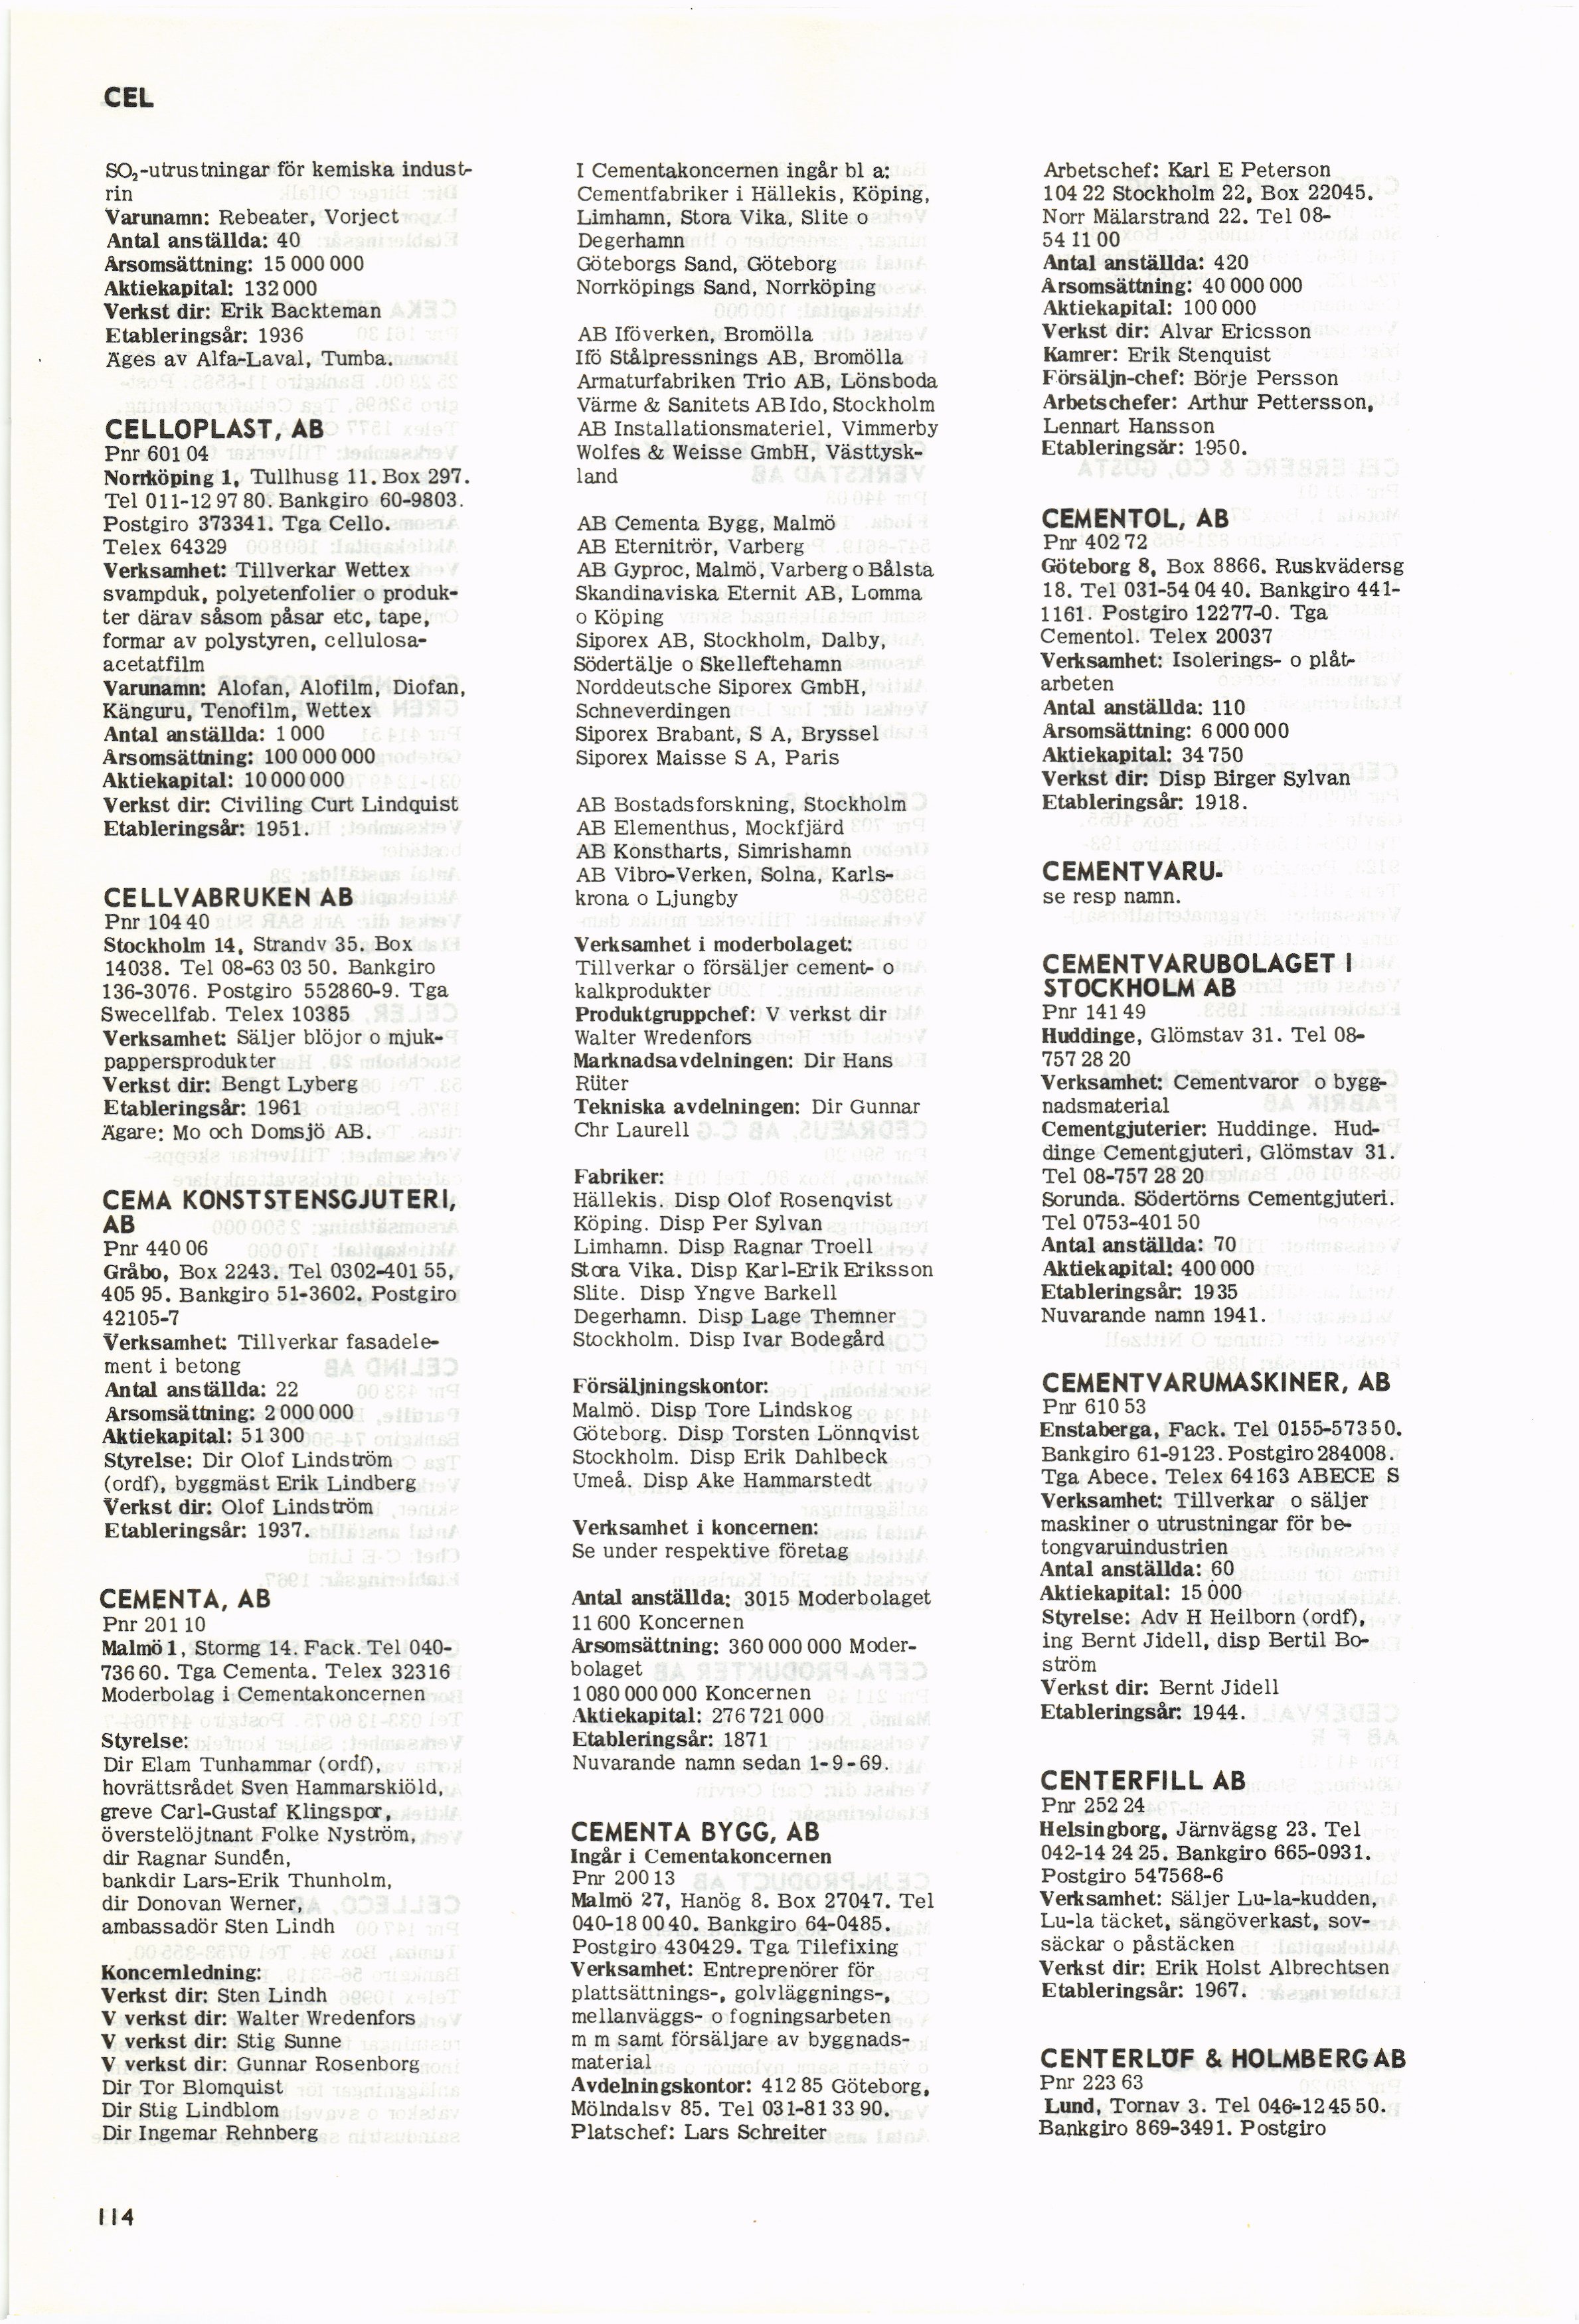 CEL
SO₂-utrustningar för kemiska indust-
rin
Varunamn: Rebeater, Vorject
Antal anställda: 40
Årsomsättning: 15 000 000
Aktiekapital: 132 000
Verkst dir: Erik Backteman
Etableringsår: 1936
Äges av Alfa-Laval, Tumba.
CELLOPLAST, AB
Pnr 601 04
Norrköping 1, Tullhusg 11. Box 297.
Tel 011-12 97 80. Bankgiro 60-9803.
Postgiro 373341. Tga Cello.
Telex 64329
Verksamhet: Tillverkar Wettex
svampduk, polyetenfolier o produk-
ter därav såsom påsar etc, tape,
formar av polystyren, cellulosa-
acetatfilm
Varunamn: Alofan, Alofilm, Diofan,
Känguru, Tenofilm, Wettex
Antal anställda: 1 000
Årsomsättning: 100 000 000
Aktiekapital: 10 000 000
Verkst dir: Civiling Curt Lindquist
Etableringsår: 1951.
CELLVABRUKEN AB
Pnr 104 40
Stockholm 14, Strandv 35. Box
14038. Tel 08-63 03 50. Bankgiro
136-3076. Postgiro 552860-9. Tga
Swecellfab. Telex 10385
Verksamhet: Säljer blöjor o mjuk-
pappersprodukter
Verkst dir: Bengt Lyberg
Etableringsår: 1961
Ägare: Mo och Domsjö AB.
CEMA KONSTSTENSGJUTERI,
AB
Pnr 440 06
Gråbo, Box 2243. Tel 0302-401 55,
405 95. Bankgiro 51-3602. Postgiro
42105-7
Verksamhet: Tillverkar fasadele-
ment i betong
Antal anställda: 22
Årsomsättning: 2 000 000
Aktiekapital: 51 300
Styrelse: Dir Olof Lindström
(ordf), byggmäst Erik Lindberg
Verkst dir: Olof Lindström
Etableringsår: 1937.
CEMENTA, AB
Pnr 201 10
Malmö 1, Stormg 14. Fack. Tel 040-
736 60. Tga Cementa. Telex 32316
Moderbolag i Cementakoncernen
Styrelse:
Dir Elam Tunhammar (ordf),
hovrättsrådet Sven Hammarskiöld,
greve Carl-Gustaf Klingspor,
överstelöjtnant Folke Nyström,
dir Ragnar Sundén,
bankdir Lars-Erik Thunholm,
dir Donovan Werner,
ambassadör Sten Lindh
Koncernledning:
Verkst dir: Sten Lindh
V verkst dir: Walter Wredenfors
V verkst dir: Stig Sunne
V verkst dir: Gunnar Rosenborg
Dir Tor Blomquist
Dir Stig Lindblom
Dir Ingemar Rehnberg
I Cementakoncernen ingår bl a:
Cementfabriker i Hällekis, Köping,
Limhamn, Stora Vika, Slite o
Degerhamn
Göteborgs Sand, Göteborg
Norrköpings Sand, Norrköping
AB Iföverken, Bromölla
Ifö Stålpressnings AB, Bromölla
Armaturfabriken Trio AB, Lönsboda
Värme & Sanitets AB Ido, Stockholm
AB Installationsmateriel, Vimmerby
Wolfes & Weisse GmbH, Västtysk-
land
AB Cementa Bygg, Malmö
AB Eternitrör, Varberg
AB Gyproc, Malmö, Varberg o Bålsta
Skandinaviska Eternit AB, Lomma
o Köping
Siporex AB, Stockholm, Dalby,
Södertälje o Skelleftehamn
Norddeutsche Siporex GmbH,
Schneverdingen
Siporex Brabant, S A, Bryssel
Siporex Maisse S A, Paris
AB Bostadsforskning, Stockholm
AB Elementhus, Mockfjärd
AB Konstharts, Simrishamn
AB Vibro-Verken, Solna, Karls-
krona o Ljungby
Verksamhet i moderbolaget:
Tillverkar o försäljer cement- o
kalkprodukter
Produktgruppchef: V verkst dir
Walter Wredenfors
Marknadsavdelningen: Dir Hans
Rüter
Tekniska avdelningen: Dir Gunnar
Chr Laurell
Fabriker:
Hällekis. Disp Olof Rosenqvist
Köping. Disp Per Sylvan
Limhamn. Disp Ragnar Troell
Stora Vika. Disp Karl-Erik Eriksson
Slite. Disp Yngve Barkell
Degerhamn. Disp Lage Themner
Stockholm. Disp Ivar Bodegård
Försäljningskontor:
Malmö. Disp Tore Lindskog
Göteborg. Disp Torsten Lönnqvist
Stockholm. Disp Erik Dahlbeck
Umeå. Disp Åke Hammarstedt
Verksamhet i koncernen:
Se under respektive företag
Antal anställda: 3015 Moderbolaget
11 600 Koncernen
Årsomsättning: 360 000 000 Moder-
bolaget
1 080 000 000 Koncernen
Aktiekapital: 276 721 000
Etableringsår: 1871
Nuvarande namn sedan 1-9-69.
CEMENTA BYGG, AB
Ingår i Cementakoncernen
Pnr 200 13
Malmö 27, Hanög 8. Box 27047. Tel
040-18 00 40. Bankgiro 64-0485.
Postgiro 430429. Tga Tilefixing
Verksamhet: Entreprenörer för
plattsättnings-, golvläggnings-,
mellanväggs- o fogningsarbeten
m m samt försäljare av byggnads-
material
Avdelningskontor: 412 85 Göteborg,
Mölndalsv 85. Tel 031-81 33 90.
Platschef: Lars Schreiter
Arbetschef: Karl E Peterson
104 22 Stockholm 22, Box 22045.
Norr Mälarstrand 22. Tel 08-
54 11 00
Antal anställda: 420
Årsomsättning: 40 000 000
Aktiekapital: 100 000
Verkst dir: Alvar Ericsson
Kamrer: Erik Stenquist
Försäljn-chef: Börje Persson
Arbetschefer: Arthur Pettersson,
Lennart Hansson
Etableringsår: 1950.
CEMENTOL, AB
Pnr 402 72
Göteborg 8, Box 8866. Ruskvädersg
18. Tel 031-54 04 40. Bankgiro 441-
1161. Postgiro 12277-0. Tga
Cementol. Telex 20037
Verksamhet: Isolerings- o plåt-
arbeten
Antal anställda: 110
Årsomsättning: 6 000 000
Aktiekapital: 34 750
Verkst dir: Disp Birger Sylvan
Etableringsår: 1918.
CEMENTVARU-
se resp namn.
CEMENTVARUBOLAGET I
STOCKHOLM AB
Pnr 141 49
Huddinge, Glömstav 31. Tel 08-
757 28 20
Verksamhet: Cementvaror o bygg-
nadsmaterial
Cementgjuterier: Huddinge. Hud-
dinge Cementgjuteri, Glömstav 31.
Tel 08-757 28 20
Sorunda. Södertörns Cementgjuteri.
Tel 0753-401 50
Antal anställda: 70
Aktiekapital: 400 000
Etableringsår: 1935
Nuvarande namn 1941.
CEMENTVARUMASKINER, AB
Pnr 610 53
Enstaberga, Fack. Tel 0155-573 50.
Bankgiro 61-9123. Postgiro 284008.
Tga Abece. Telex 64163 ABECE S
Verksamhet: Tillverkar o säljer
maskiner o utrustningar för be-
tongvaruindustrien
Antal anställda: 60
Aktiekapital: 15 000
Styrelse: Adv H Heilborn (ordf),
ing Bernt Jidell, disp Bertil Bo-
ström
Verkst dir: Bernt Jidell
Etableringsår: 1944.
CENTERFILL AB
Pnr 252 24
Helsingborg, Järnvägsg 23. Tel
042-14 24 25. Bankgiro 665-0931.
Postgiro 547568-6
Verksamhet: Säljer Lu-la-kudden,
Lu-la täcket, sängöverkast, sov-
säckar o påstäcken
Verkst dir: Erik Holst Albrechtsen
Etableringsår: 1967.
CENTERLÖF & HOLMBERG AB
Pnr 223 63
Lund, Tornav 3. Tel 046-12 45 50.
Bankgiro 869-3491. Postgiro
114